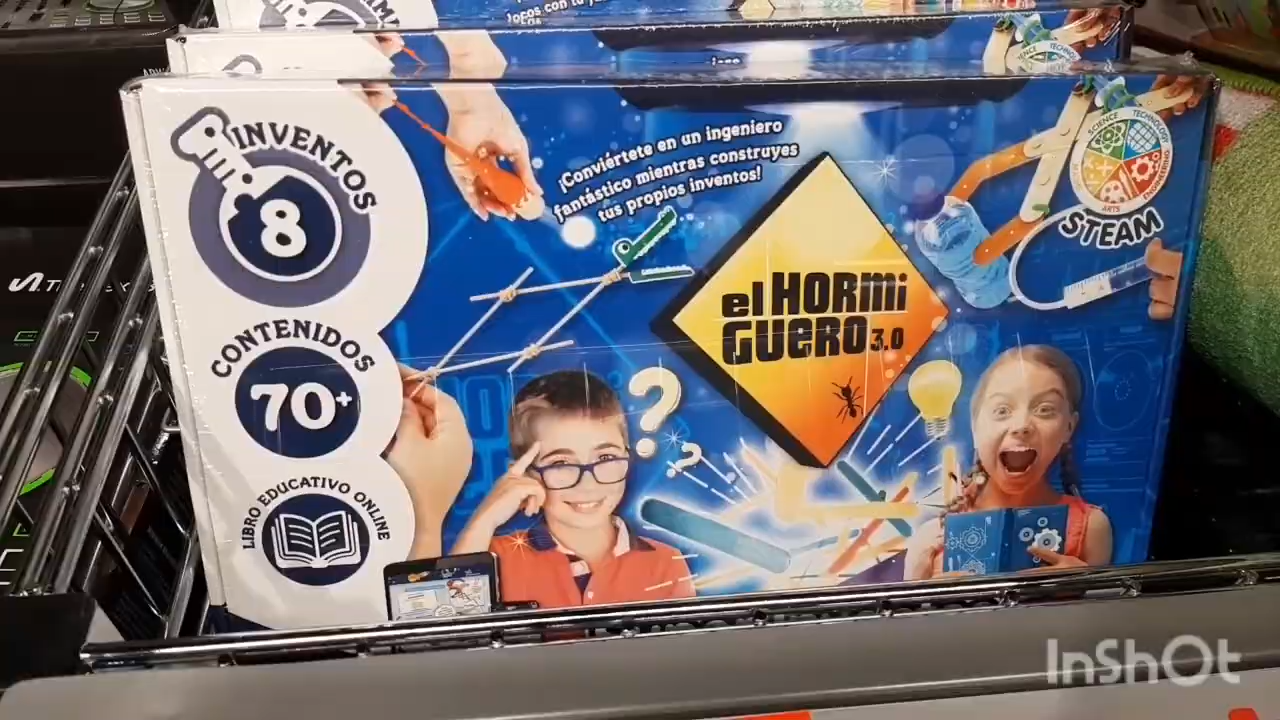 INVENTOS
8
CONTENIDOS
70+
LIBRO EDUCATIVO ONLINE
¡Conviértete en un ingeniero
fantástico mientras construyes
tus propios inventos!
el HORMi
GUERO 3.0
SCIENCE TECHNOLOGY
ENGINEERING
ARTS
STEAM
InShOt